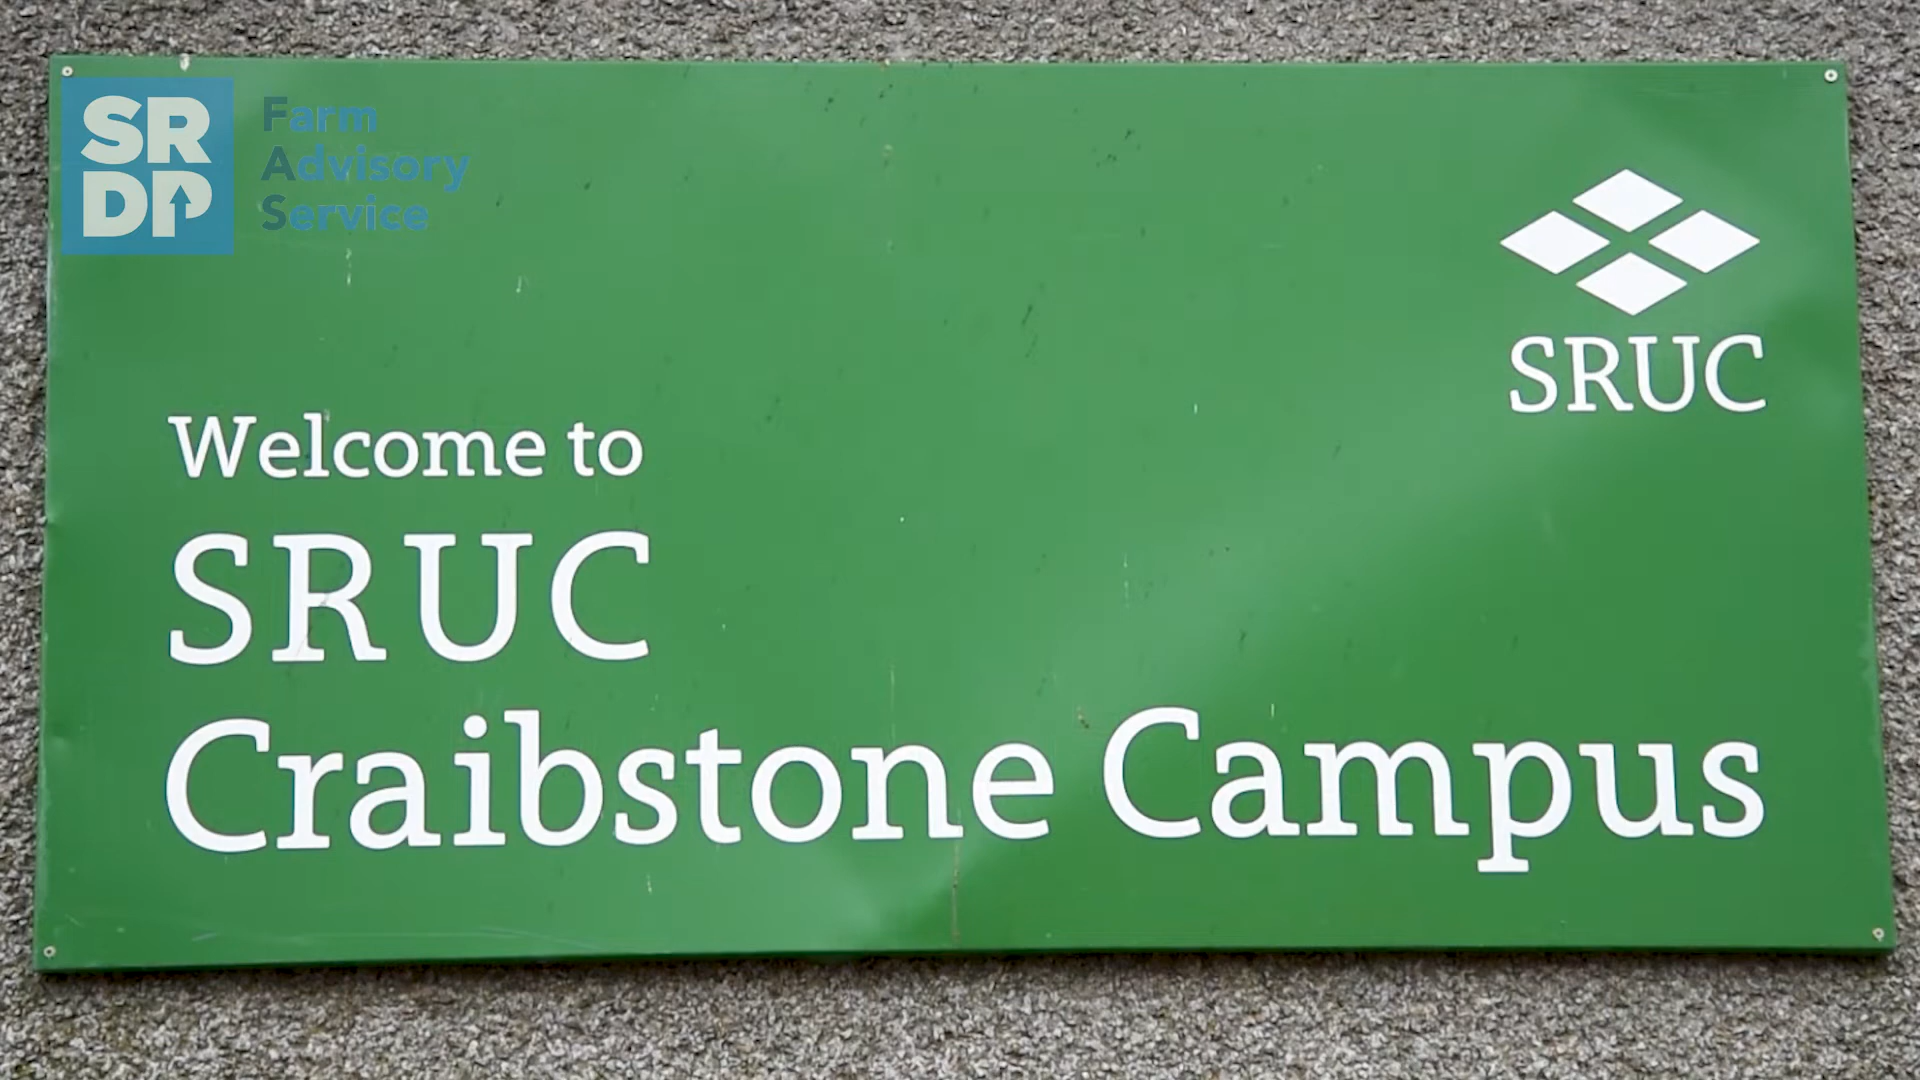 SR
DP
Farm
Advisory
Service
SRUC
Welcome to
SRUC
Craibstone Campus